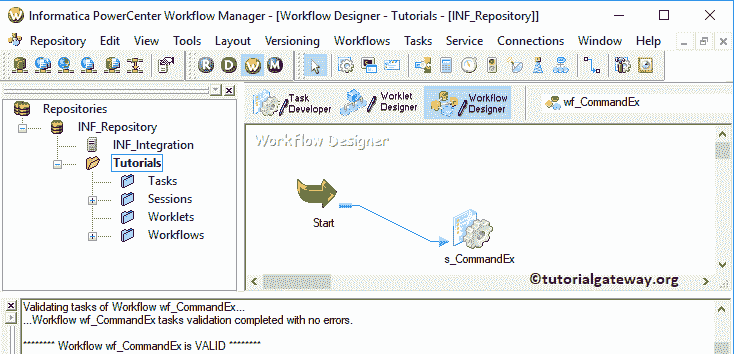 Informatica PowerCenter Workflow Manager - [Workflow Designer - Tutorials - [INF_Repository]]
Repository Edit View Tools Layout Versioning Workflows Tasks Service Connections Window Help
R D W M
Repositories
INF_Repository
INF_Integration
Tutorials
Tasks
Sessions
Worklets
Workflows
Task Developer
Worklet Designer
Workflow Designer
wf_CommandEx
Workflow Designer
Start
s_CommandEx
©tutorialgateway.org
Validating tasks of Workflow wf_CommandEx...
...Workflow wf_CommandEx tasks validation completed with no errors.
******** Workflow wf_CommandEx is VALID ********